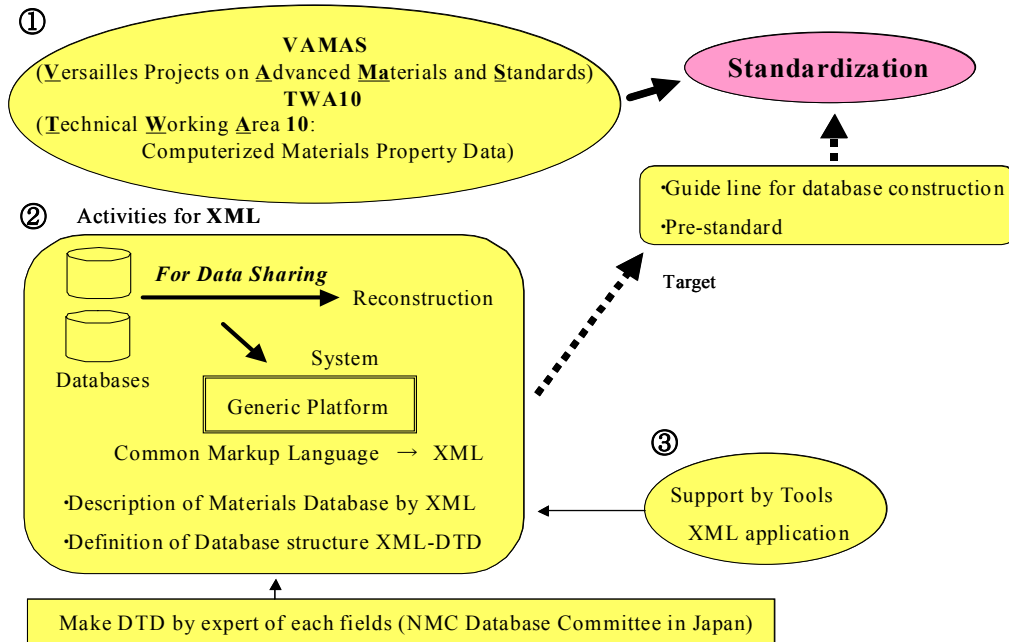 ①
VAMAS
(Versailles Projects on Advanced Materials and Standards)
TWA10
(Technical Working Area 10:
Computerized Materials Property Data)
Standardization
・Guide line for database construction
・Pre-standard
② Activities for XML
For Data Sharing
Reconstruction
Target
System
Databases
Generic Platform
Common Markup Language → XML
・Description of Materials Database by XML
・Definition of Database structure XML-DTD
③
Support by Tools
XML application
Make DTD by expert of each fields (NMC Database Committee in Japan)